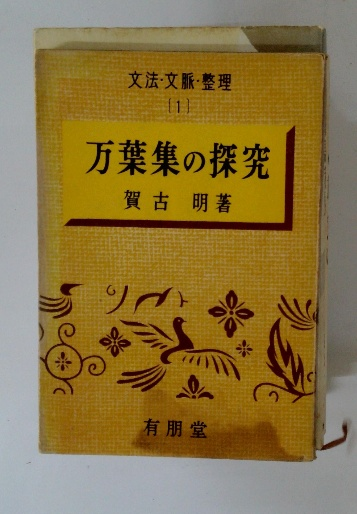 文法・文脈・整理
〔1〕
万葉集の探究
賀古 明著
有朋堂